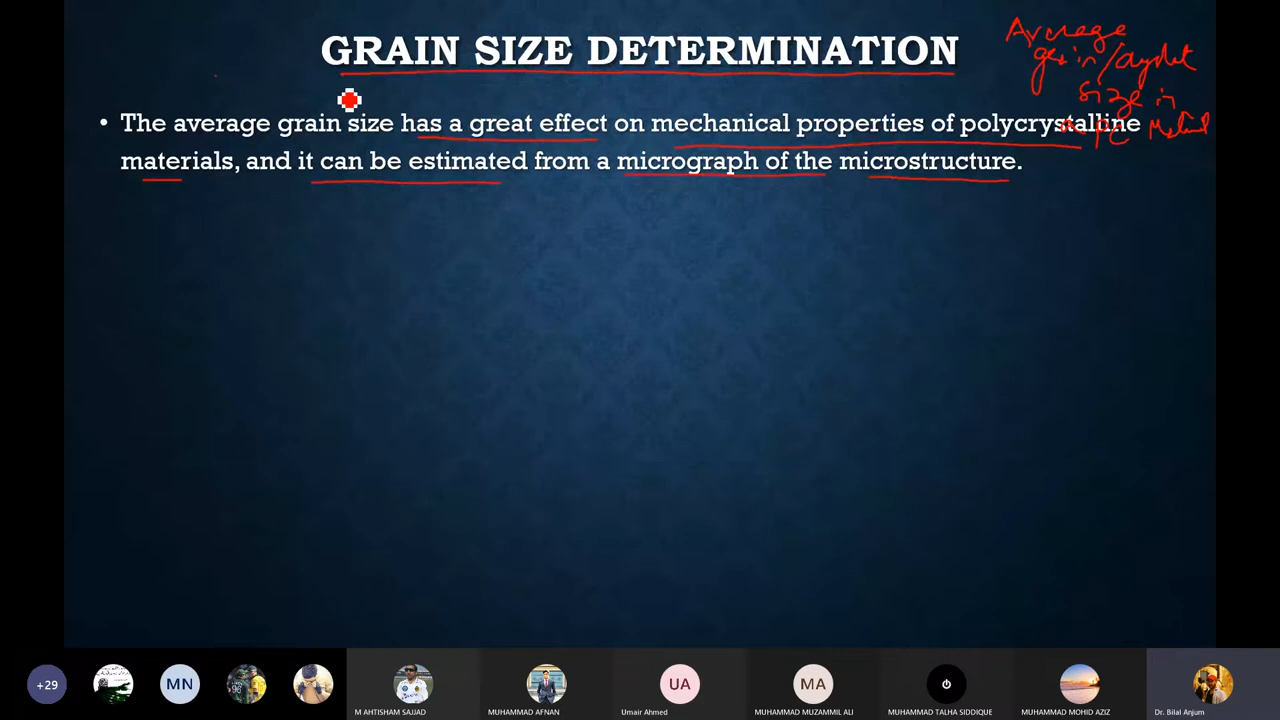 GRAIN SIZE DETERMINATION
Average
grain/crystal
size in
a PC Material
• The average grain size has a great effect on mechanical properties of polycrystalline
materials, and it can be estimated from a micrograph of the microstructure.
+29
MN
UA
MA
M AHTISHAM SAJJAD
MUHAMMAD AFNAN
Umair Ahmed
MUHAMMAD MUZAMMIL ALI
MUHAMMAD TALHA SIDDIQUE
MUHAMMAD MOHID AZIZ
Dr. Bilal Anjum